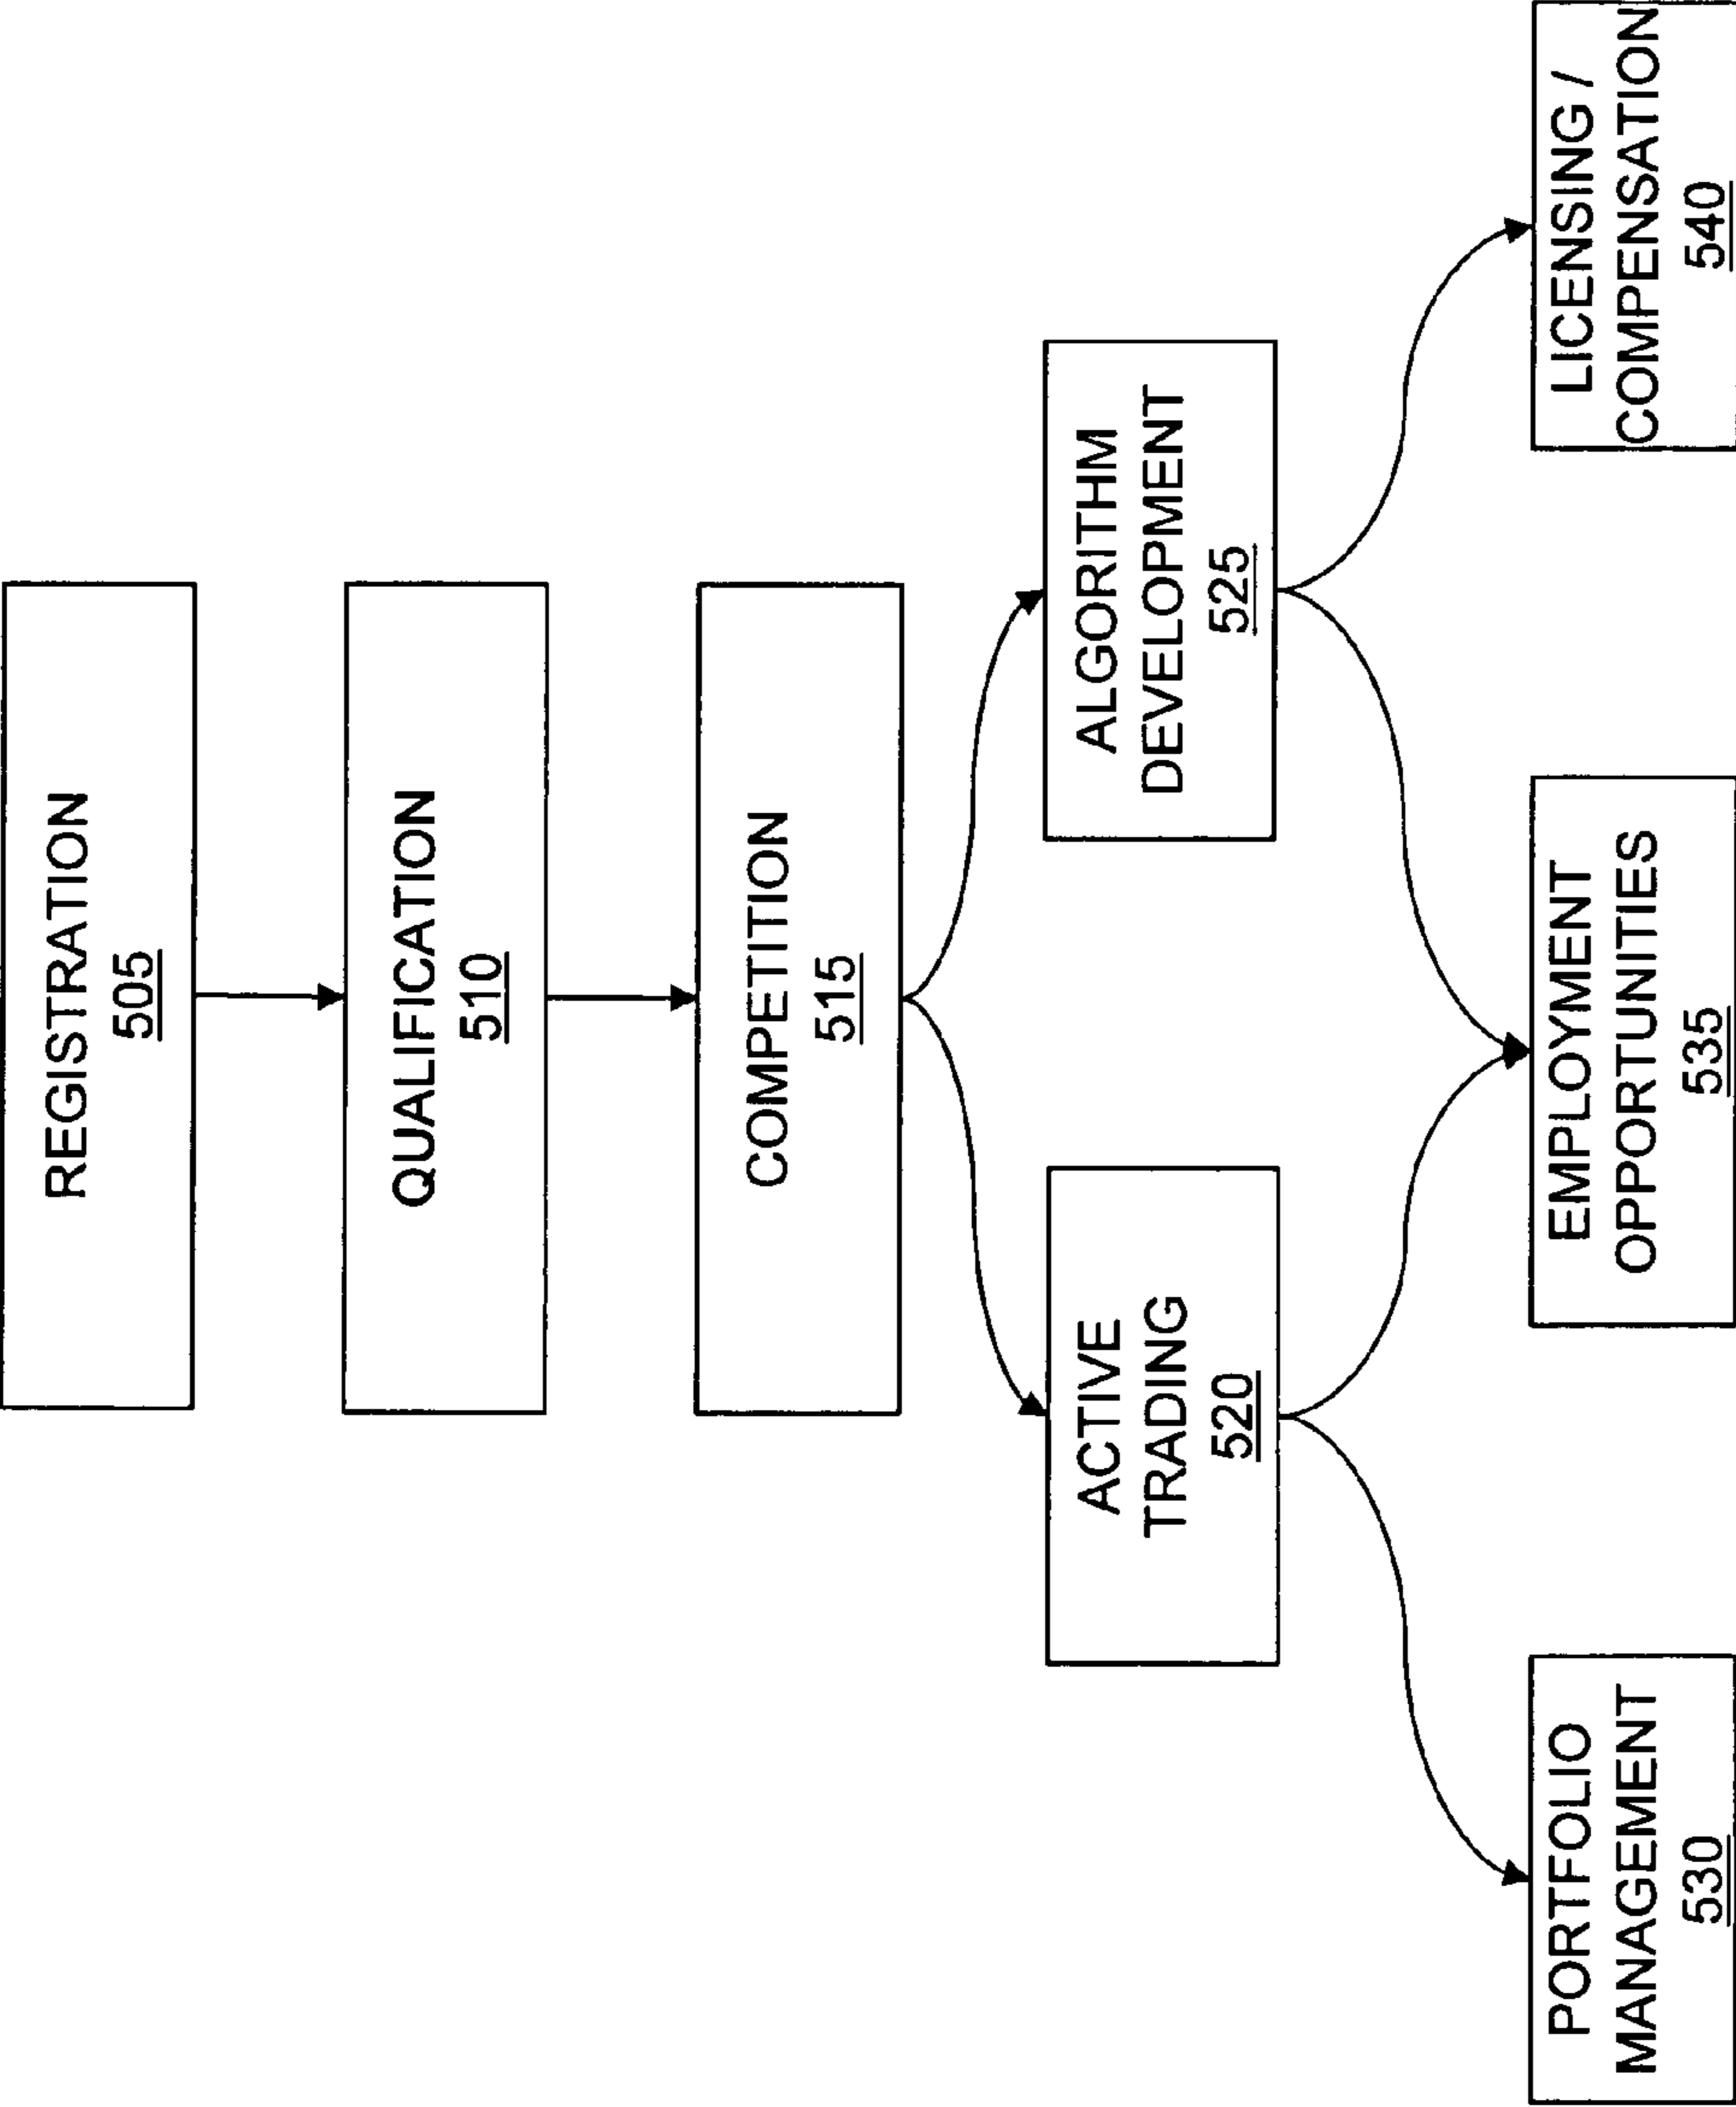 REGISTRATION
505
QUALIFICATION
510
COMPETITION
515
ACTIVE
TRADING
520
ALGORITHM
DEVELOPMENT
525
PORTFOLIO
MANAGEMENT
530
EMPLOYMENT
OPPORTUNITIES
535
LICENSING /
COMPENSATION
540